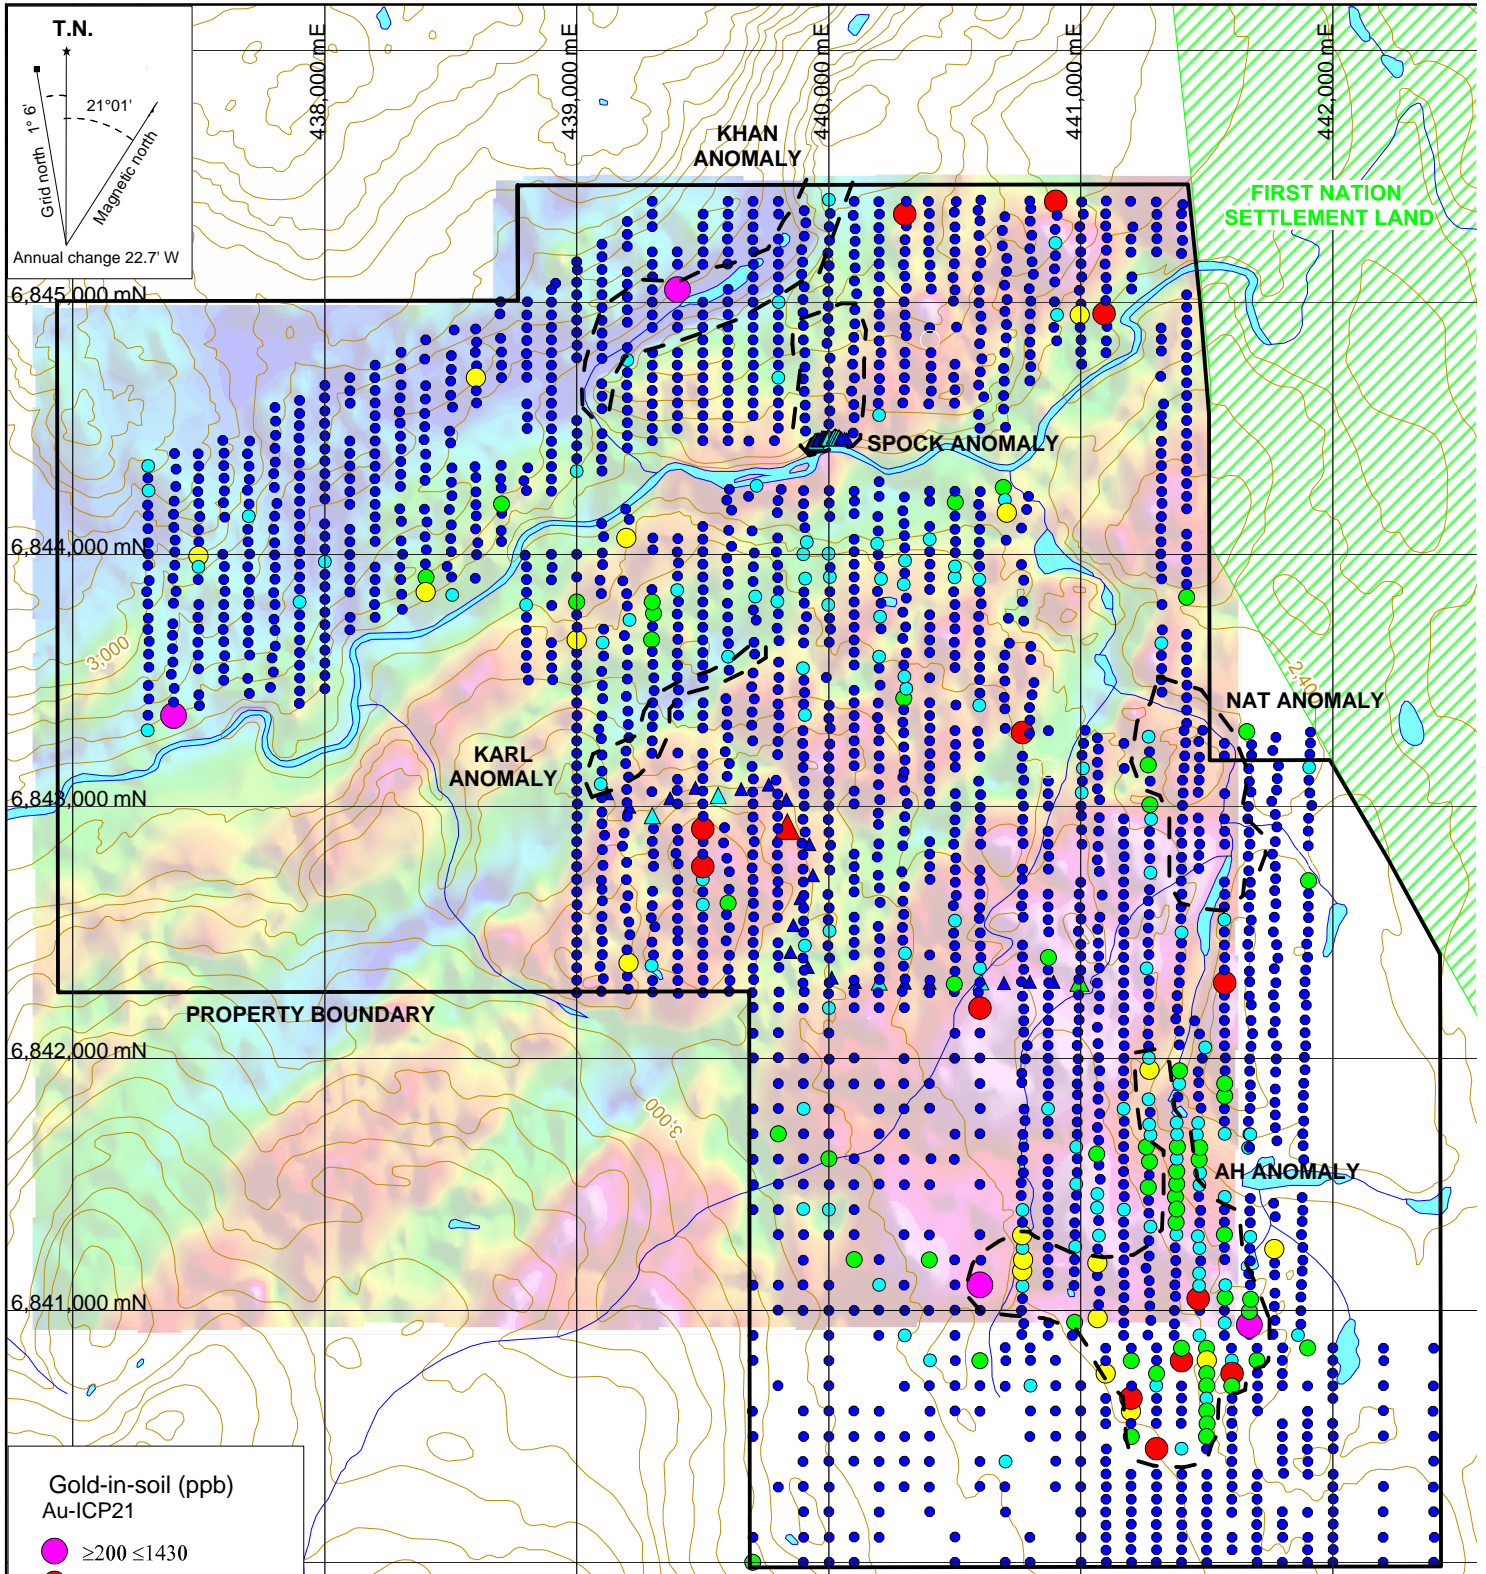 T.N.
Grid north 1° 6'
21°01'
Magnetic north
Annual change 22.7' W
438,000 mE
439,000 mE
440,000 mE
441,000 mE
442,000 mE
KHAN
ANOMALY
FIRST NATION
SETTLEMENT LAND
6,845,000 mN
SPOCK ANOMALY
6,844,000 mN
3,000
2,40
NAT ANOMALY
KARL
ANOMALY
6,843,000 mN
PROPERTY BOUNDARY
6,842,000 mN
3,000
AH ANOMALY
6,841,000 mN
Gold-in-soil (ppb)
Au-ICP21
≥200 ≤1430